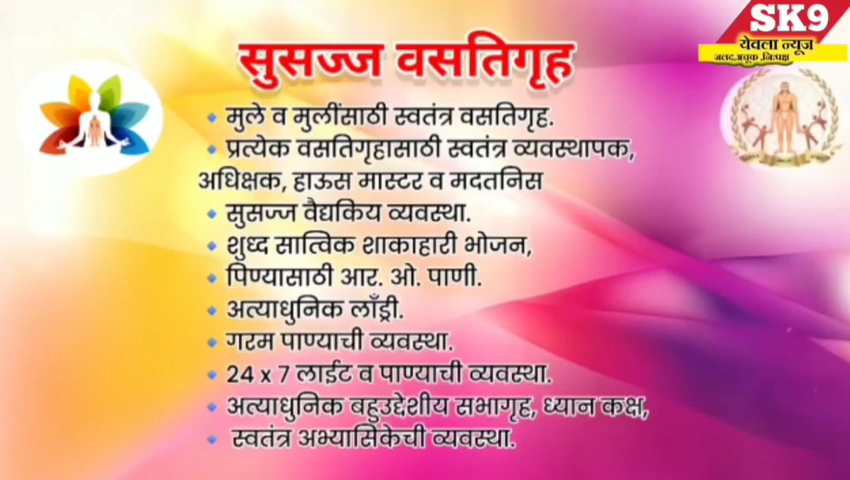 SK9
येवला न्यूज
जलद,अचूक,निःपक्ष
सुसज्ज वसतिगृह
🔹मुले व मुलींसाठी स्वतंत्र वसतिगृह.
🔹प्रत्येक वसतिगृहासाठी स्वतंत्र व्यवस्थापक,
अधिक्षक, हाऊस मास्टर व मदतनिस
🔹सुसज्ज वैद्यकिय व्यवस्था.
🔹शुध्द सात्विक शाकाहारी भोजन,
🔹पिण्यासाठी आर. ओ. पाणी.
🔹अत्याधुनिक लाँड्री.
🔹गरम पाण्याची व्यवस्था.
🔹24 x 7 लाईट व पाण्याची व्यवस्था.
🔹अत्याधुनिक बहुउद्देशीय सभागृह, ध्यान कक्ष,
🔹स्वतंत्र अभ्यासिकेची व्यवस्था.